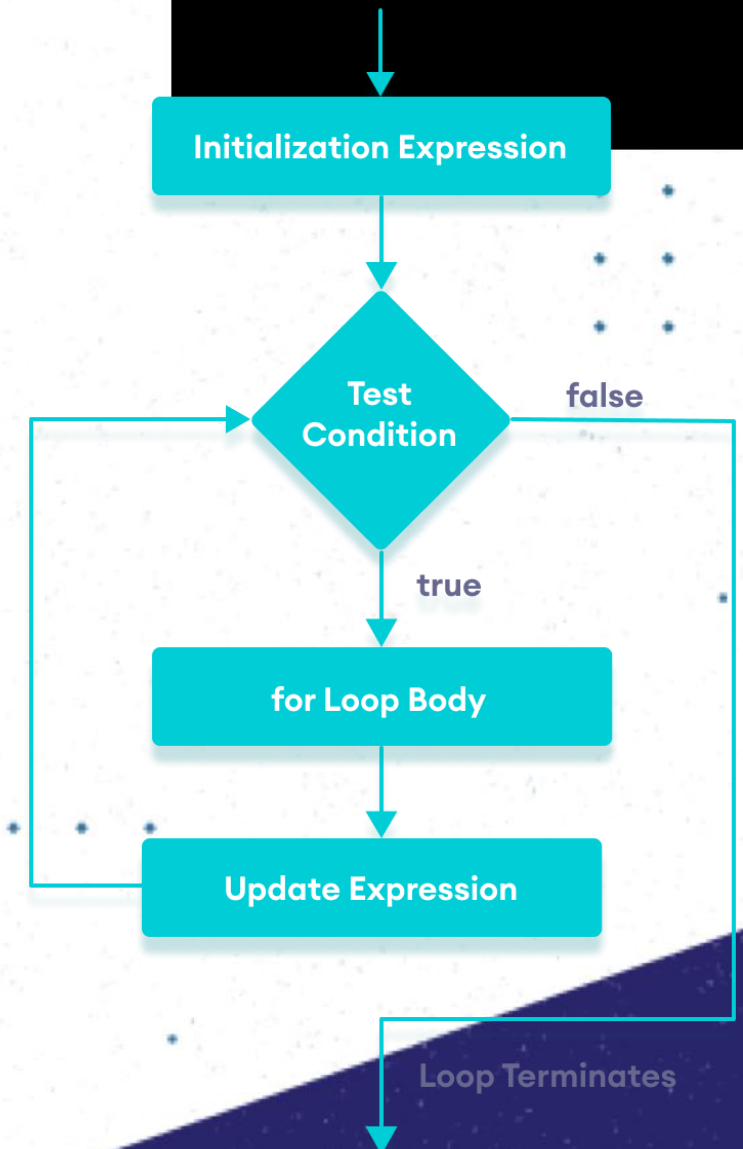 Initialization Expression
Test
Condition
false
true
for Loop Body
Update Expression
Loop Terminates